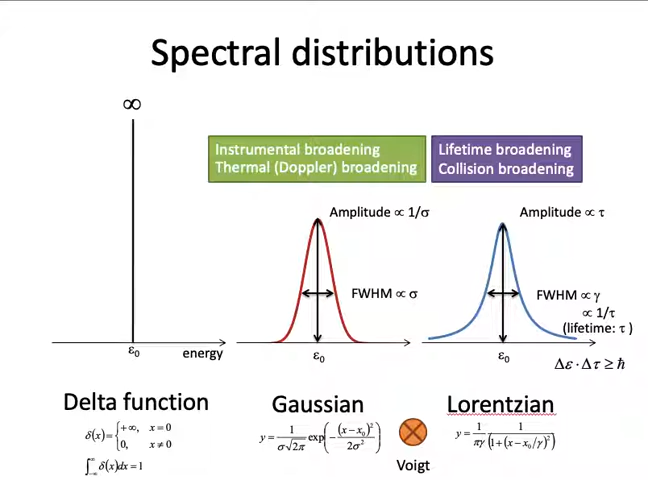 Spectral distributions
∞
Instrumental broadening
Thermal (Doppler) broadening
Lifetime broadening
Collision broadening
Amplitude ∝ 1/σ
Amplitude ∝ τ
FWHM ∝ σ
FWHM ∝ γ
∝ 1/τ
(lifetime: τ )
ε₀
energy
ε₀
ε₀
Δε · Δτ ≥ ħ
Delta function
δ(x) = { +∞, x = 0
0, x ≠ 0
∫_{-∞}^{∞} δ(x)dx = 1
Gaussian
y = 1/(σ√2π) exp(−(x−x₀)²/2σ²)
Voigt
Lorentzian
y = 1/πγ 1/(1+(x−x₀/γ)²)